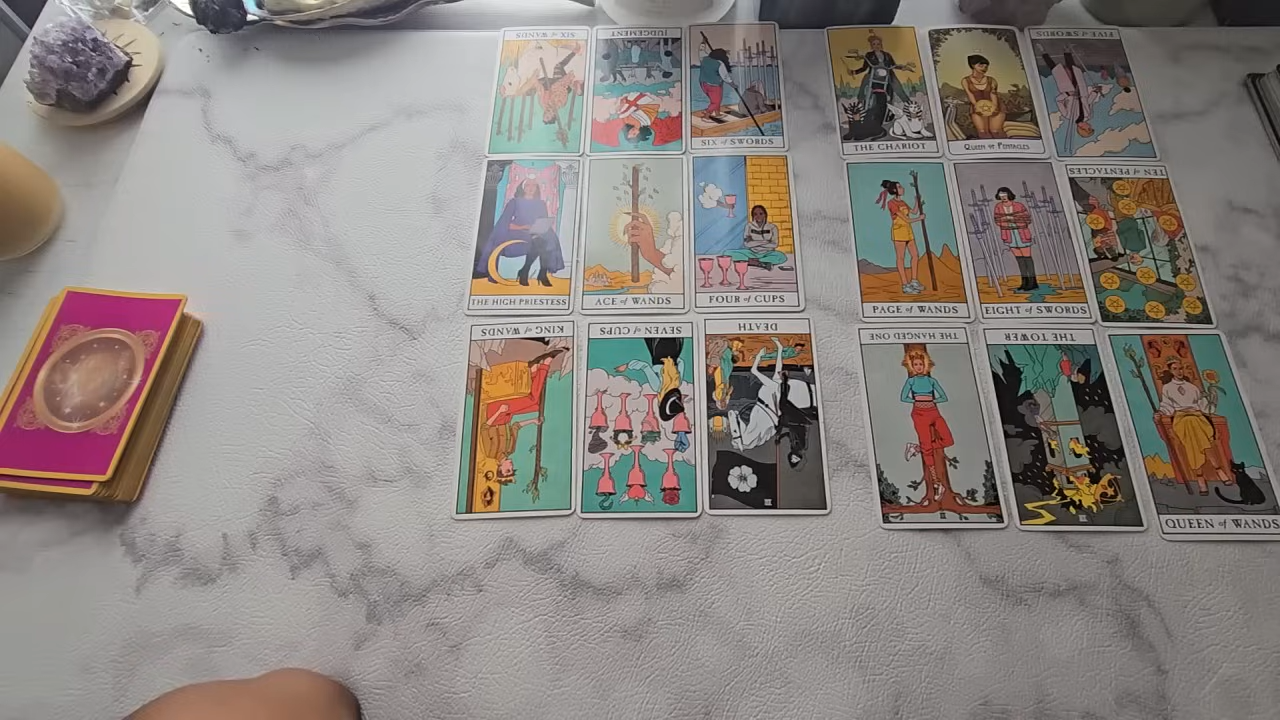 SIX of WANDS
JUDGEMENT
SIX of SWORDS
THE CHARIOT
QUEEN of PENTACLES
FIVE of SWORDS
THE HIGH PRIESTESS
ACE of WANDS
FOUR of CUPS
PAGE of WANDS
EIGHT of SWORDS
TEN of PENTACLES
KING of WANDS
SEVEN of CUPS
DEATH
THE HANGED ONE
THE TOWER
QUEEN of WANDS